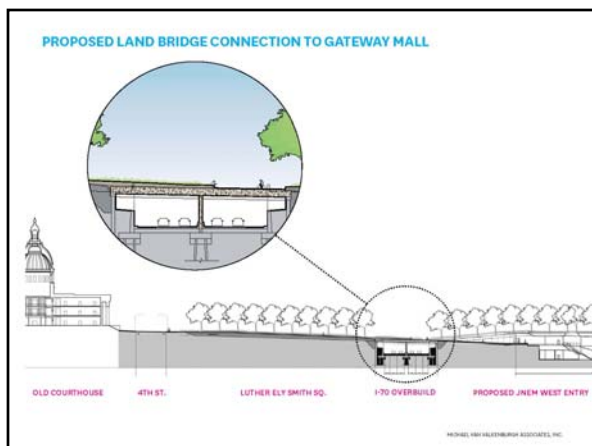 PROPOSED LAND BRIDGE CONNECTION TO GATEWAY MALL
OLD COURTHOUSE
4TH ST.
LUTHER ELY SMITH SQ.
I-70 OVERBUILD
PROPOSED JNEM WEST ENTRY
MICHAEL VAN VALKENBURGH ASSOCIATES, INC.